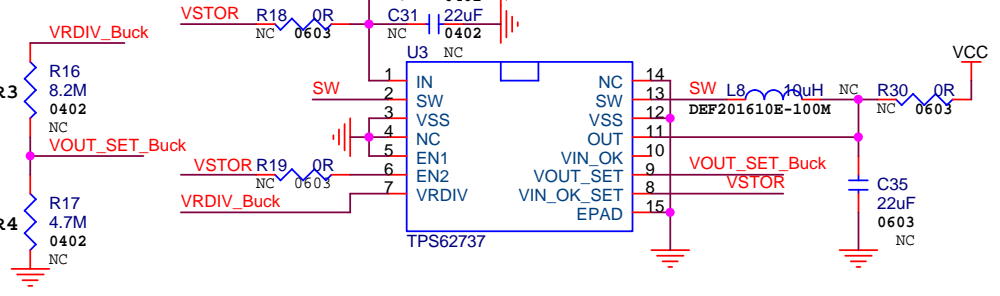 VSTOR R18 0R C31 22uF
NC 0603 NC 0402
NC
VRDIV_Buck
R16
8.2M
0402
NC
R3
VOUT_SET_Buck
R17
4.7M
0402
NC
R4
VSTOR R19 0R
NC 0603
VRDIV_Buck
SW
U3
1 IN
2 SW
3 VSS
4 NC
5 EN1
6 EN2
7 VRDIV
NC 14
SW 13
VSS 12
OUT 11
VIN_OK 10
VOUT_SET 9
VIN_OK_SET 8
EPAD 15
TPS62737
SW L8 10uH NC R30 0R
DEF201610E-100M NC 0603
VCC
VOUT_SET_Buck
VSTOR
C35
22uF
0603
NC